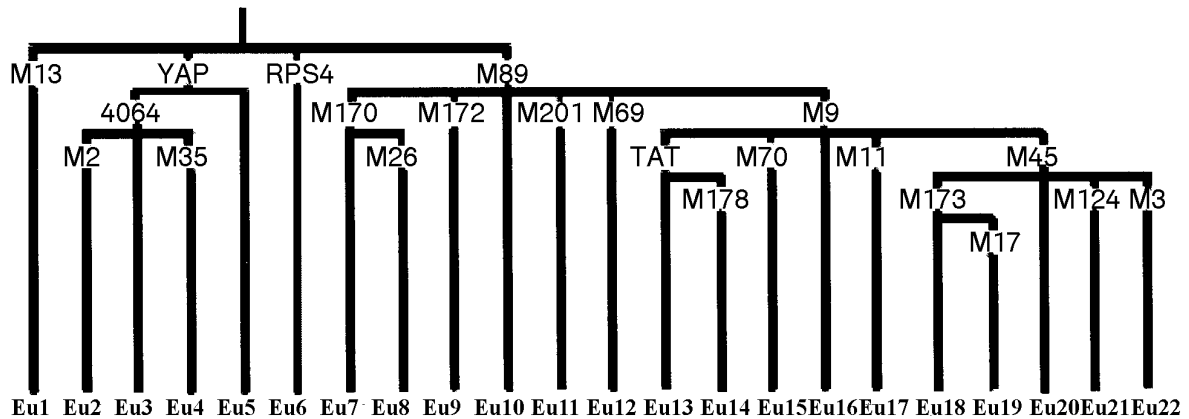 M13 YAP RPS4 M89
4064 M170 M172 M201 M69 M9
M2 M35 M26 TAT M70 M11 M45
M178 M173 M124 M3
M17
Eu1 Eu2 Eu3 Eu4 Eu5 Eu6 Eu7 Eu8 Eu9 Eu10 Eu11 Eu12 Eu13 Eu14 Eu15 Eu16 Eu17 Eu18 Eu19 Eu20 Eu21 Eu22